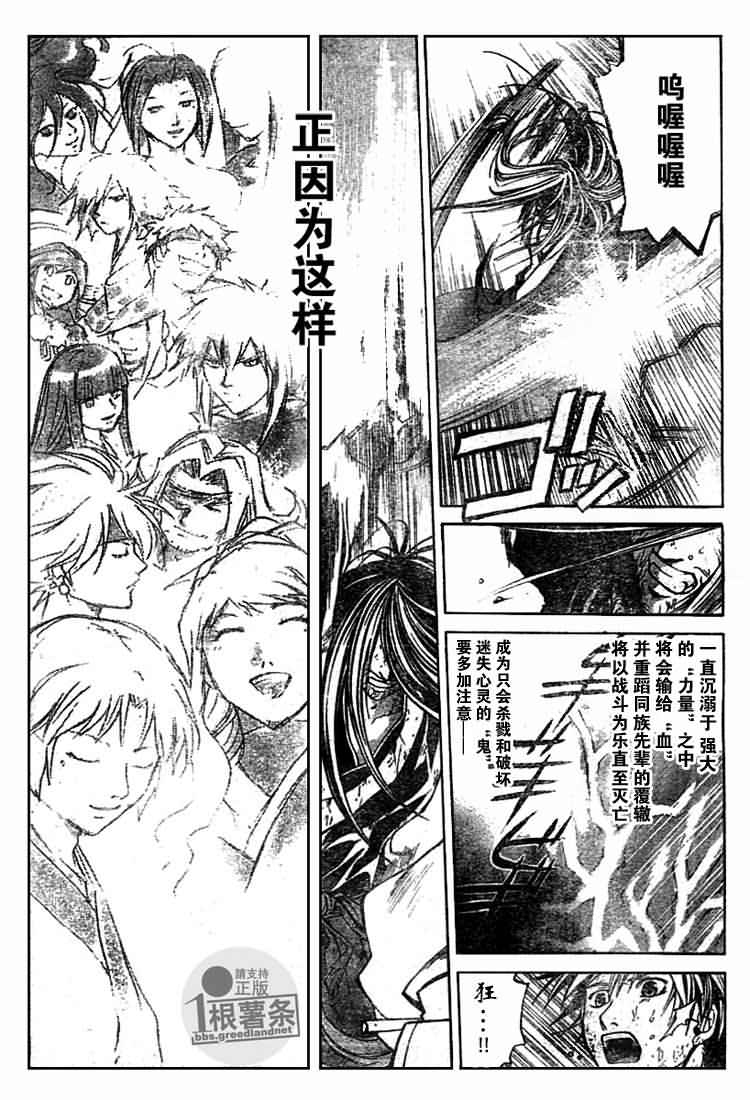 呜喔喔喔
ゴッ
一直沉溺于 强大
的“力量”之中
将会输给“血”
并重蹈同族先辈的覆辙
将以战斗为乐直至灭亡
成为只会杀戮和破坏
迷失心灵的“鬼”
要多加注意——
狂
…!!
正因为这样
請支持
正版
1根薯条
bbs.greedland.net